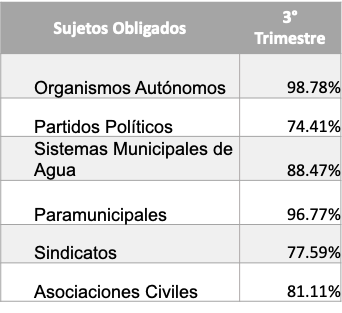 Sujetos Obligados
3°
Trimestre
Organismos Autónomos 98.78%
Partidos Políticos 74.41%
Sistemas Municipales de
Agua 88.47%
Paramunicipales 96.77%
Sindicatos 77.59%
Asociaciones Civiles 81.11%